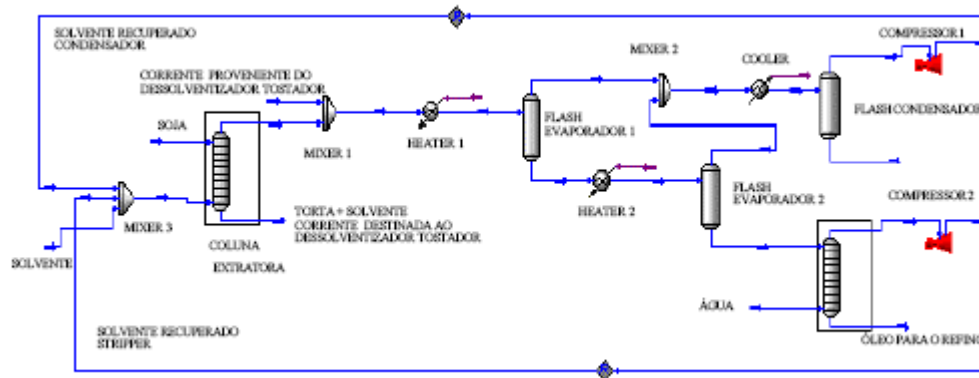 SOLVENTE RECUPERADO
CONDENSADOR
CORRENTE PROVENIENTE DO
DESSOLVENTIZADOR TOSTADOR
SOJA
MIXER 1
HEATER 1
FLASH
EVAPORADOR 1
MIXER 2
COOLER
COMPRESSOR 1
FLASH CONDENSADOR
HEATER 2
FLASH
EVAPORADOR 2
COMPRESSOR 2
MIXER 3
SOLVENTE
COLUNA
EXTRATORA
TORTA + SOLVENTE
CORRENTE DESTINADA AO
DESSOLVENTIZADOR TOSTADOR
ÁGUA
ÓLEO PARA O REFINO
SOLVENTE RECUPERADO
STRIPPER